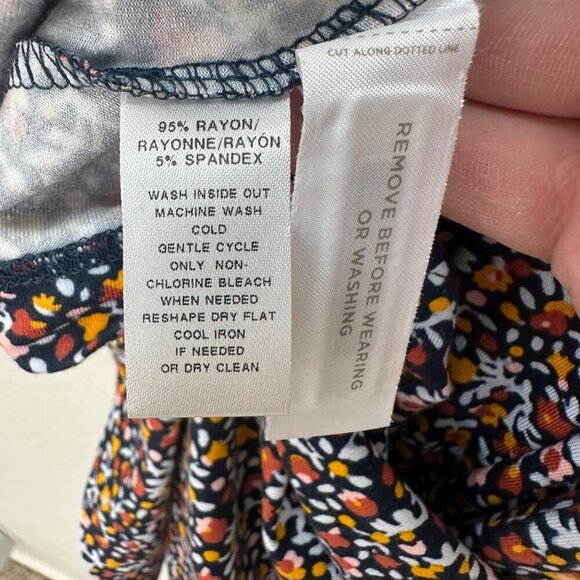 CUT ALONG DOTTED LINE
95% RAYON/
RAYONNE/RAYÓN
5% SPANDEX
WASH INSIDE OUT
MACHINE WASH
COLD
GENTLE CYCLE
ONLY NON-
CHLORINE BLEACH
WHEN NEEDED
RESHAPE DRY FLAT
COOL IRON
IF NEEDED
OR DRY CLEAN
REMOVE BEFORE WEARING
OR WASHING